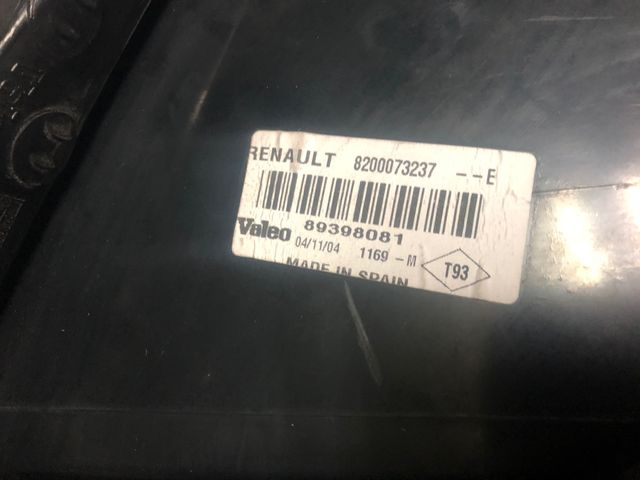 RENAULT 8200073237 --E
89398081
Valeo 04/11/04 1169-M T93
MADE IN SPAIN